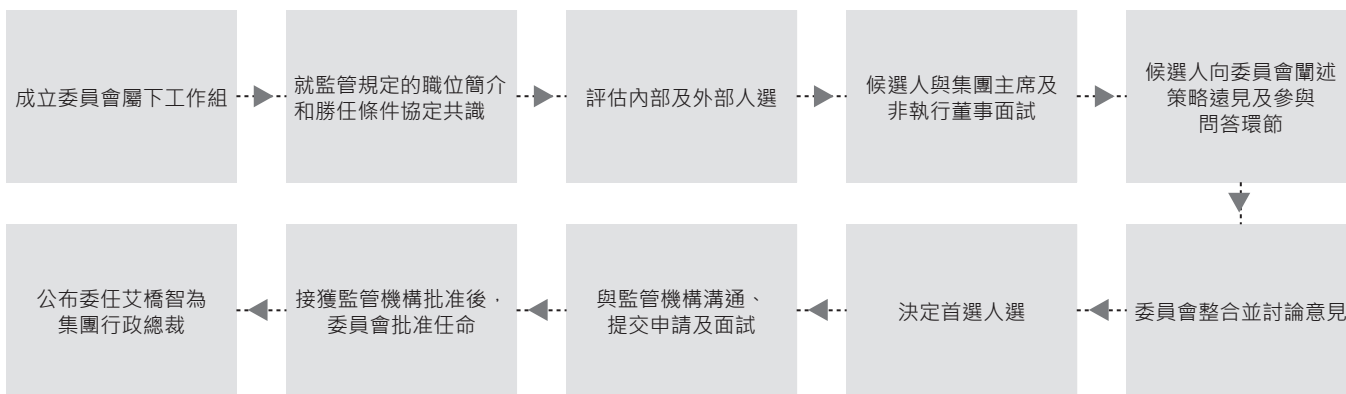 成立委員會屬下工作組
就監管規定的職位簡介
和勝任條件協定共識
評估內部及外部人選
候選人與集團主席及
非執行董事面試
候選人向委員會闡述
策略遠見及參與
問答環節
委員會整合並討論意見
決定首選人選
與監管機構溝通、
提交申請及面試
接獲監管機構批准後，
委員會批准任命
公布委任艾橋智為
集團行政總裁